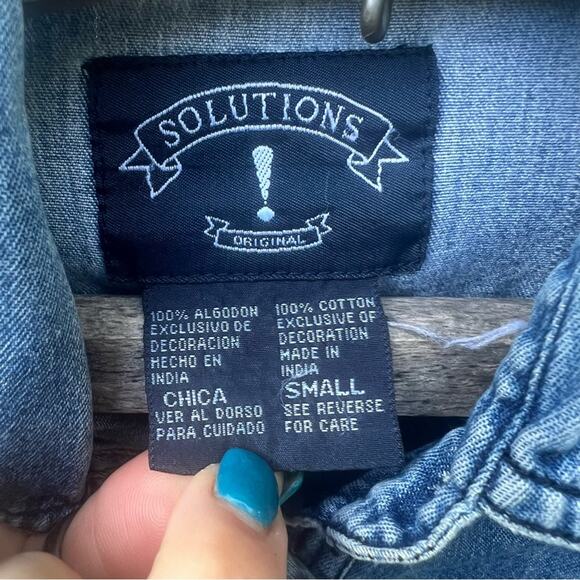 SOLUTIONS
!
ORIGINAL
100% ALGODON
EXCLUSIVO DE
DECORACION
HECHO EN
INDIA
CHICA
VER AL DORSO
PARA CUIDADO
100% COTTON
EXCLUSIVE OF
DECORATION
MADE IN
INDIA
SMALL
SEE REVERSE
FOR CARE